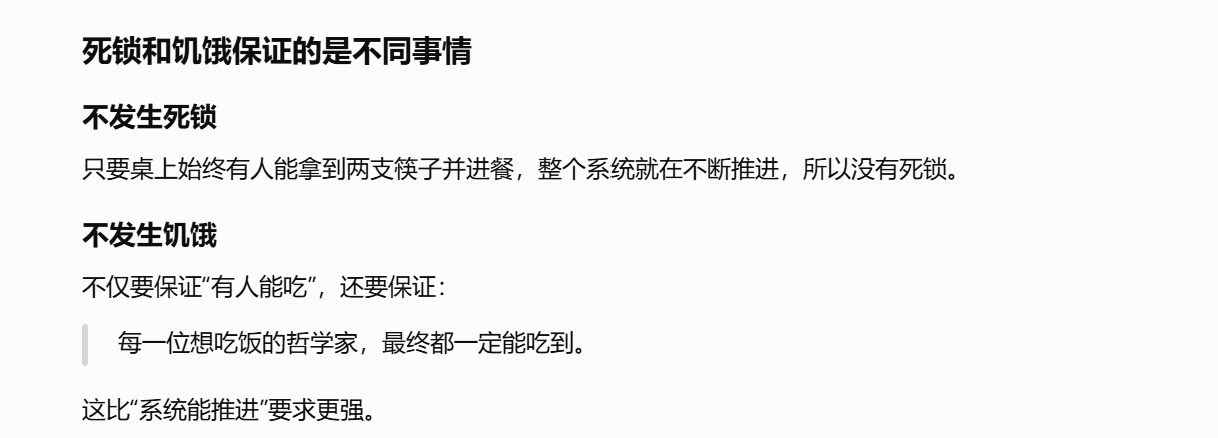 死锁和饥饿保证的是不同事情
不发生死锁
只要桌上始终有人能拿到两支筷子并进餐，整个系统就在不断推进，所以没有死锁。
不发生饥饿
不仅要保证“有人能吃”，还要保证：
每一位想吃饭的哲学家，最终都一定能吃到。
这比“系统能推进”要求更强。